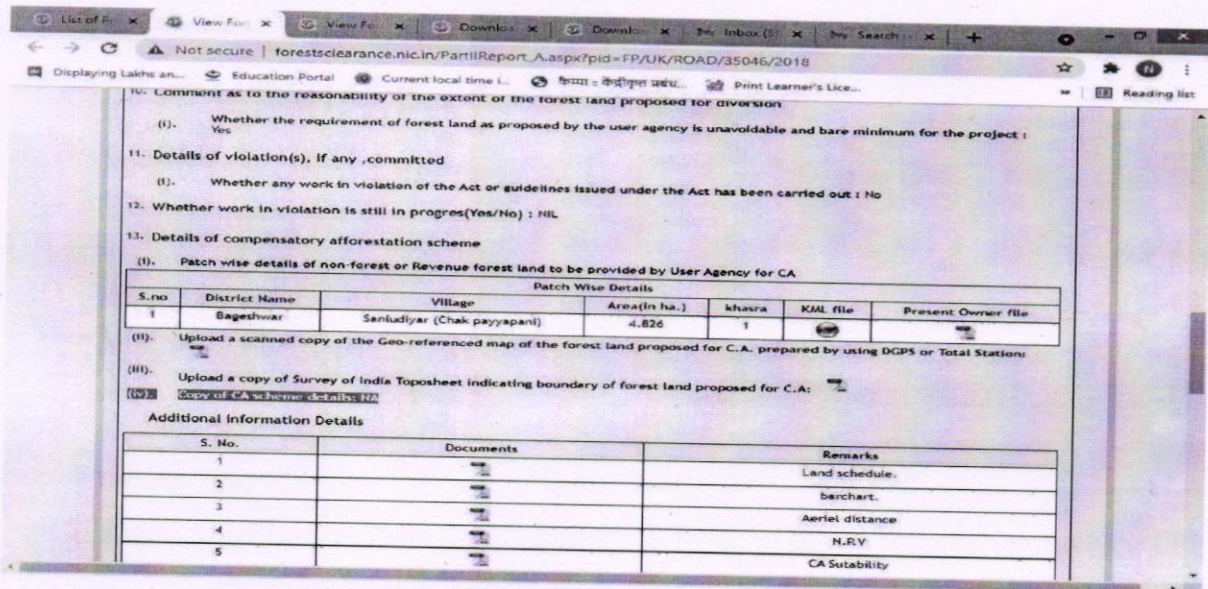 List of F
View For
View Fo
Downlo
Downlo
Inbox (5
Search
Not secure | forestsclearance.nic.in/PartIIReport_A.aspx?pid=FP/UK/ROAD/35046/2018
Displaying Lakhs an...
Education Portal
Current local time i...
कैम्पा - केंद्रीकृत प्रबंध...
Print Learner's Lice...
Reading list
10. Comment as to the reasonability of the extent of the forest land proposed for diversion
(i). Whether the requirement of forest land as proposed by the user agency is unavoidable and bare minimum for the project :
Yes
11. Details of violation(s), if any ,committed
(i). Whether any work in violation of the Act or guidelines issued under the Act has been carried out : No
12. Whether work in violation is still in progres(Yes/No) : NIL
13. Details of compensatory afforestation scheme
(i). Patch wise details of non-forest or Revenue forest land to be provided by User Agency for CA
Patch Wise Details
S.no District Name Village Area(in ha.) khasra KML file Present Owner file
1 Bageshwar Saniudiyar (Chak payyapani) 4.826 1
(ii). Upload a scanned copy of the Geo-referenced map of the forest land proposed for C.A. prepared by using DGPS or Total Station:
(iii). Upload a copy of Survey of India Toposheet indicating boundary of forest land proposed for C.A:
(iv). Copy of CA scheme details: NA
Additional information Details
S. No. Documents Remarks
1 Land schedule.
2 barchart.
3 Aeriel distance
4 N.P.V
5 CA Sutability